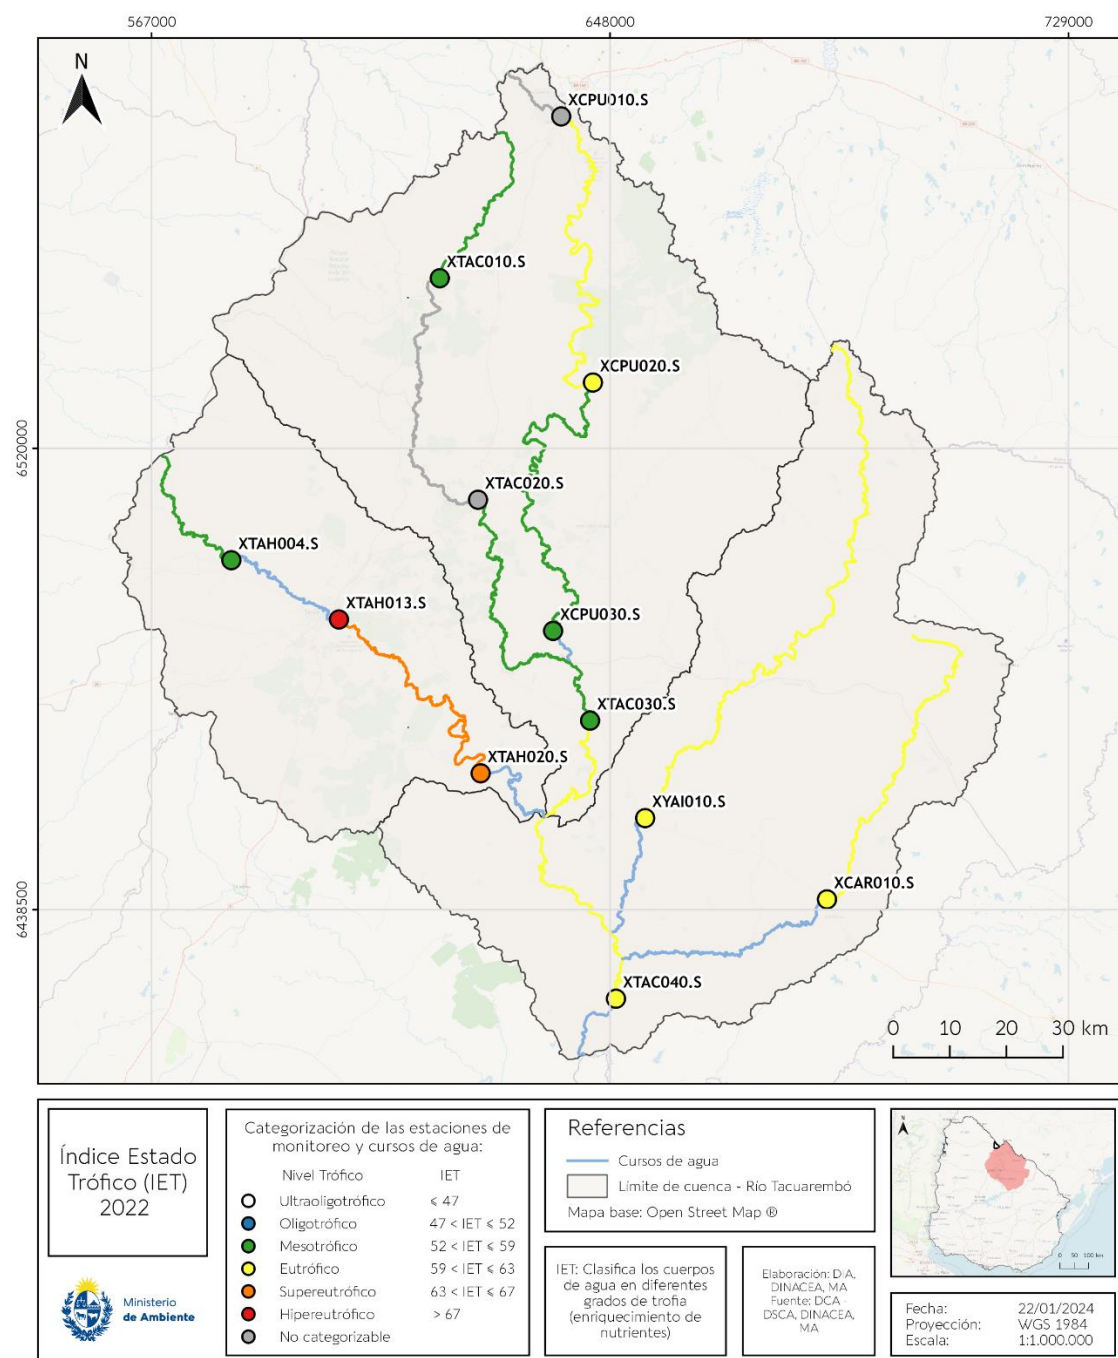 567000
648000
729000
N
XCPU010.S
XTAC010.S
XCPU020.S
6520000
XTAC020.S
XTAH004.S
XTAH013.S
XCPU030.S
XTAC030.S
XTAH020.S
XYAI010.S
XCAR010.S
6438500
XTAC040.S
0 10 20 30 km
Índice Estado
Trófico (IET)
2022
Ministerio
de Ambiente
Categorización de las estaciones de
monitoreo y cursos de agua:
Nivel Trófico IET
Ultraoligotrófico ⩽ 47
Oligotrófico 47 < IET ⩽ 52
Mesotrófico 52 < IET ⩽ 59
Eutrófico 59 < IET ⩽ 63
Supereutrófico 63 < IET ⩽ 67
Hipereutrófico > 67
No categorizable
Referencias
Cursos de agua
Límite de cuenca - Río Tacuarembó
Mapa base: Open Street Map ®
IET: Clasifica los cuerpos
de agua en diferentes
grados de trofia
(enriquecimiento de
nutrientes)
Elaboración: DIA,
DINACEA, MA
Fuente: DCA -
DSCA, DINACEA,
MA
N
0 50 100 km
Fecha: 22/01/2024
Proyección: WGS 1984
Escala: 1:1.000.000